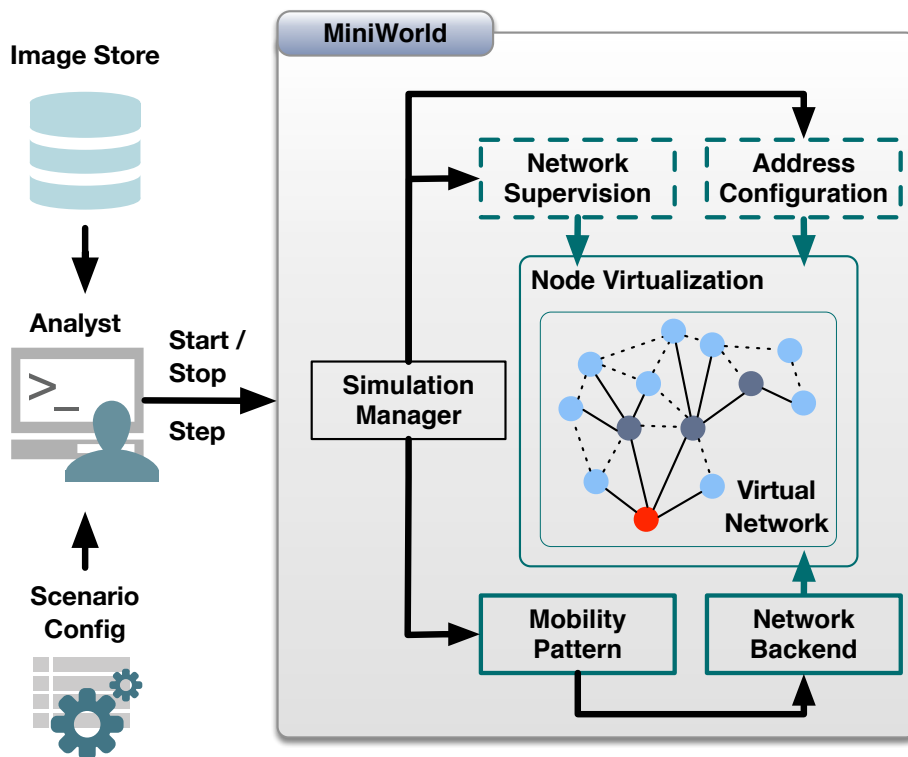 MiniWorld
Image Store
Network
Supervision
Address
Configuration
Node Virtualization
Analyst
Start /
Stop
Step
>_
Simulation
Manager
Virtual
Network
Scenario
Config
Mobility
Pattern
Network
Backend